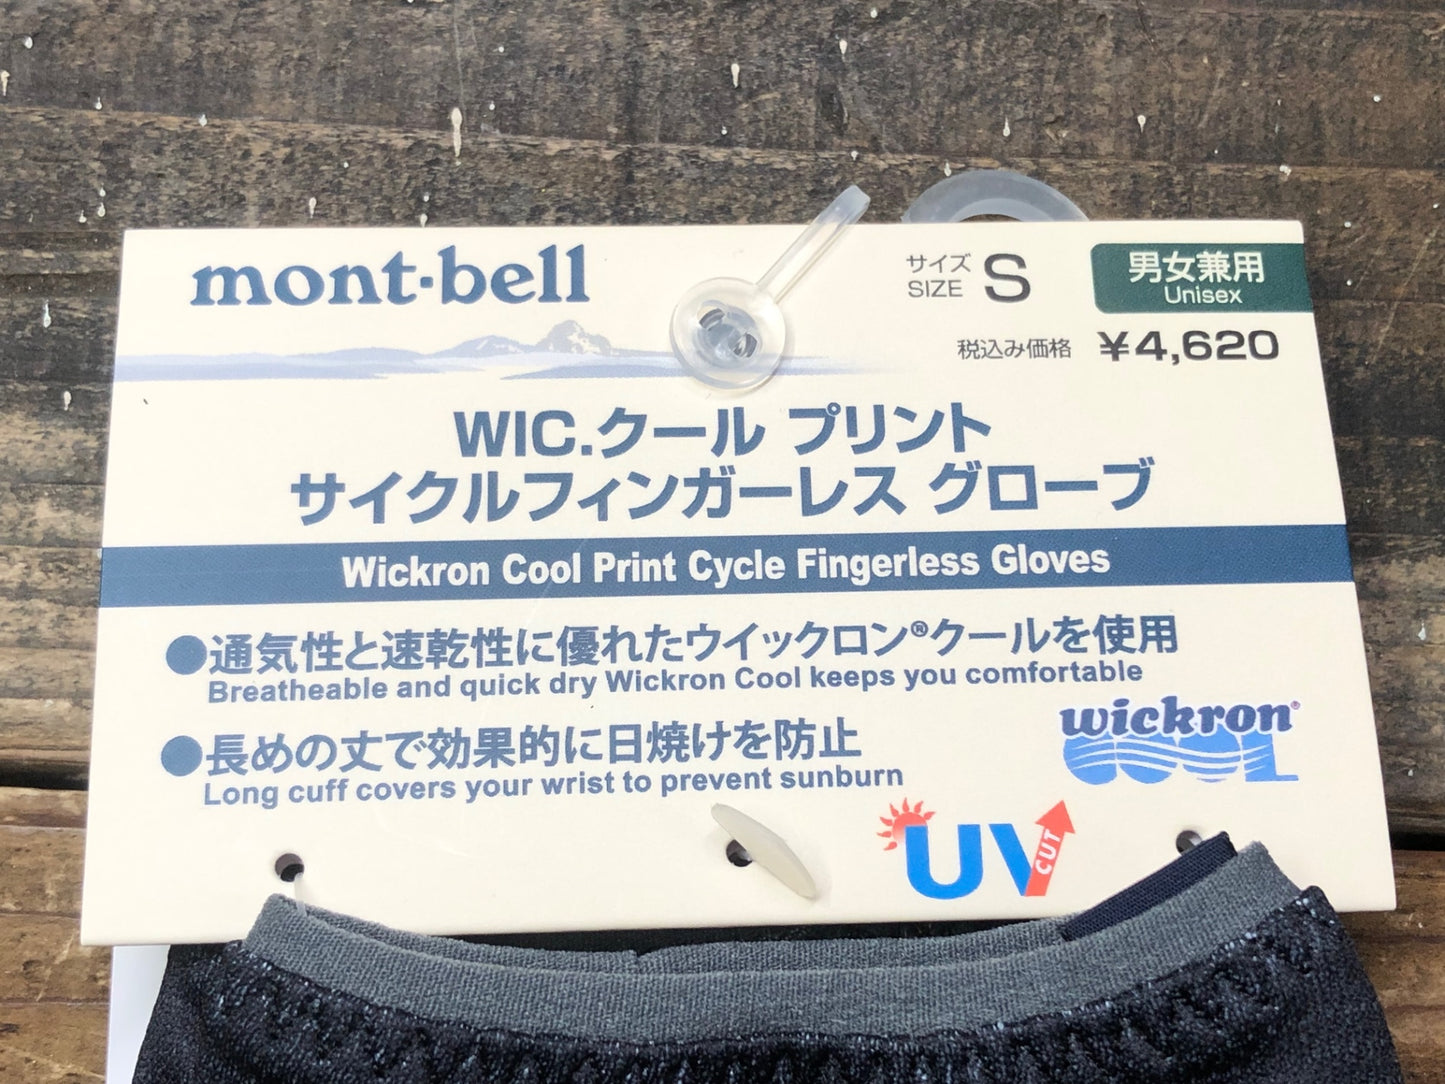 mont·bell
サイズ
SIZE S
男女兼用
Unisex
税込み価格 ¥4,620
WIC.クール プリント
サイクルフィンガーレス グローブ
Wickron Cool Print Cycle Fingerless Gloves
●通気性と速乾性に優れたウイックロン®クールを使用
Breatheable and quick dry Wickron Cool keeps you comfortable
●長めの丈で効果的に日焼けを防止
Long cuff covers your wrist to prevent sunburn
wickron®
COOL
UV CUT